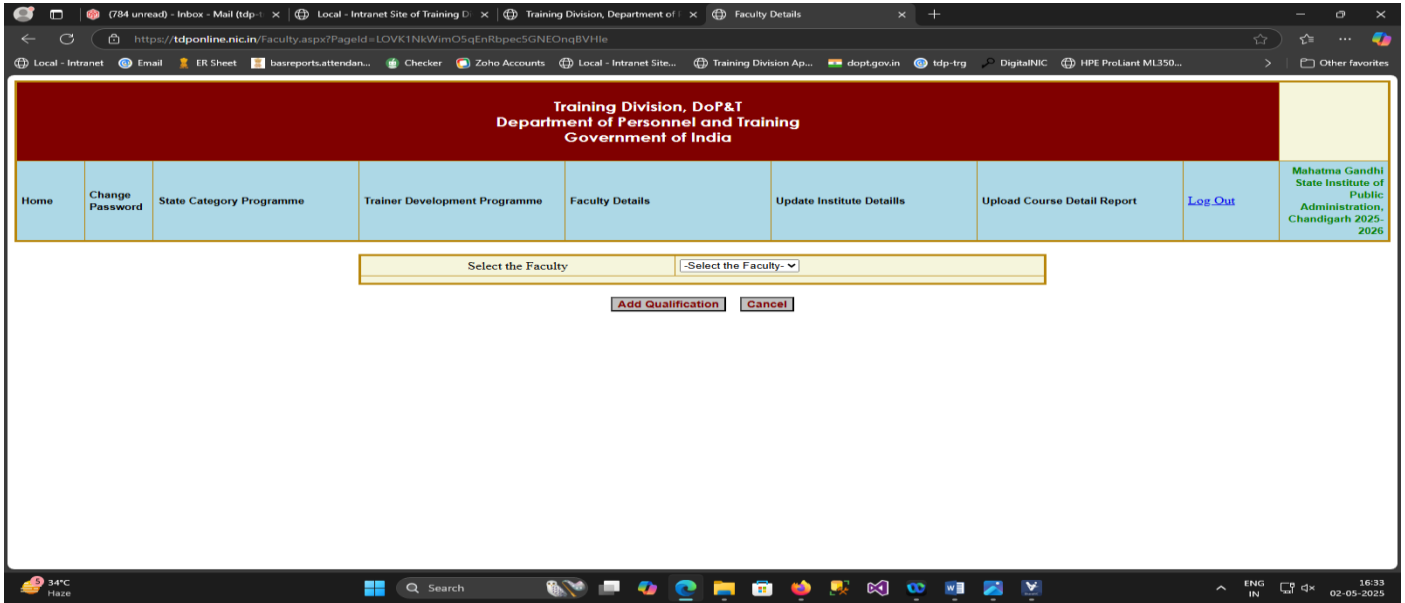 (784 unread) - Inbox - Mail (tdp-t
Local - Intranet Site of Training Di
Training Division, Department of
Faculty Details
https://tdponline.nic.in/Faculty.aspx?PageId=LOVK1NkWimO5qEnRbpec5GNEOnqBVHIe
Local - Intranet Email ER Sheet basreports.attendan... Checker Zoho Accounts Local - Intranet Site... Training Division Ap... dopt.gov.in tdp-trg DigitalNIC HPE ProLiant ML350... Other favorites
Training Division, DoP&T
Department of Personnel and Training
Government of India
Home
Change
Password
State Category Programme
Trainer Development Programme
Faculty Details
Update Institute Detaills
Upload Course Detail Report
Log Out
Mahatma Gandhi
State Institute of
Public
Administration,
Chandigarh 2025-
2026
Select the Faculty
-Select the Faculty-
Add Qualification
Cancel
5
34°C
Haze
Search
ENG
IN
16:33
02-05-2025